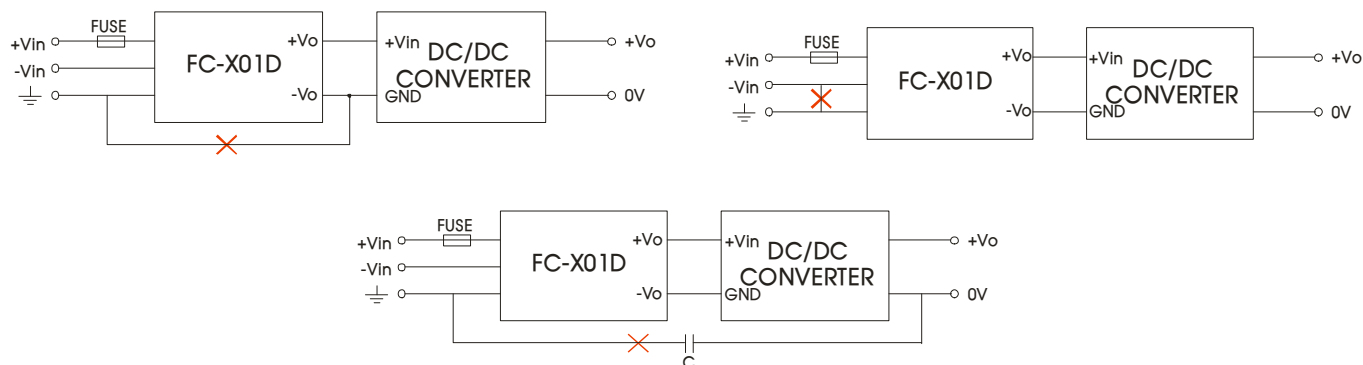 FUSE
+Vin
-Vin
FC-X01D
+Vo
-Vo
+Vin
GND
DC/DC
CONVERTER
+Vo
0V
FUSE
+Vin
-Vin
FC-X01D
+Vo
-Vo
+Vin
GND
DC/DC
CONVERTER
+Vo
0V
FUSE
+Vin
-Vin
FC-X01D
+Vo
-Vo
+Vin
GND
DC/DC
CONVERTER
+Vo
0V
C